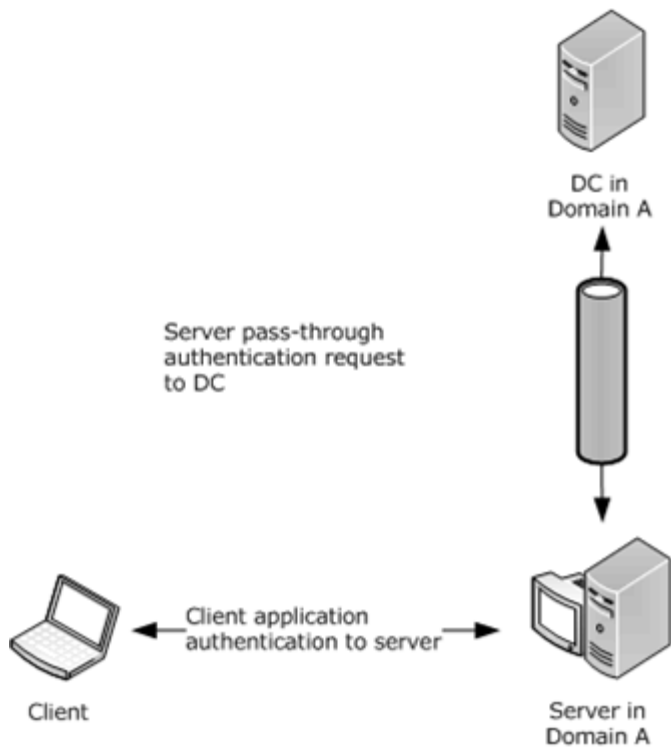 DC in
Domain A
Server pass-through
authentication request
to DC
Client application
authentication to server
Client
Server in
Domain A